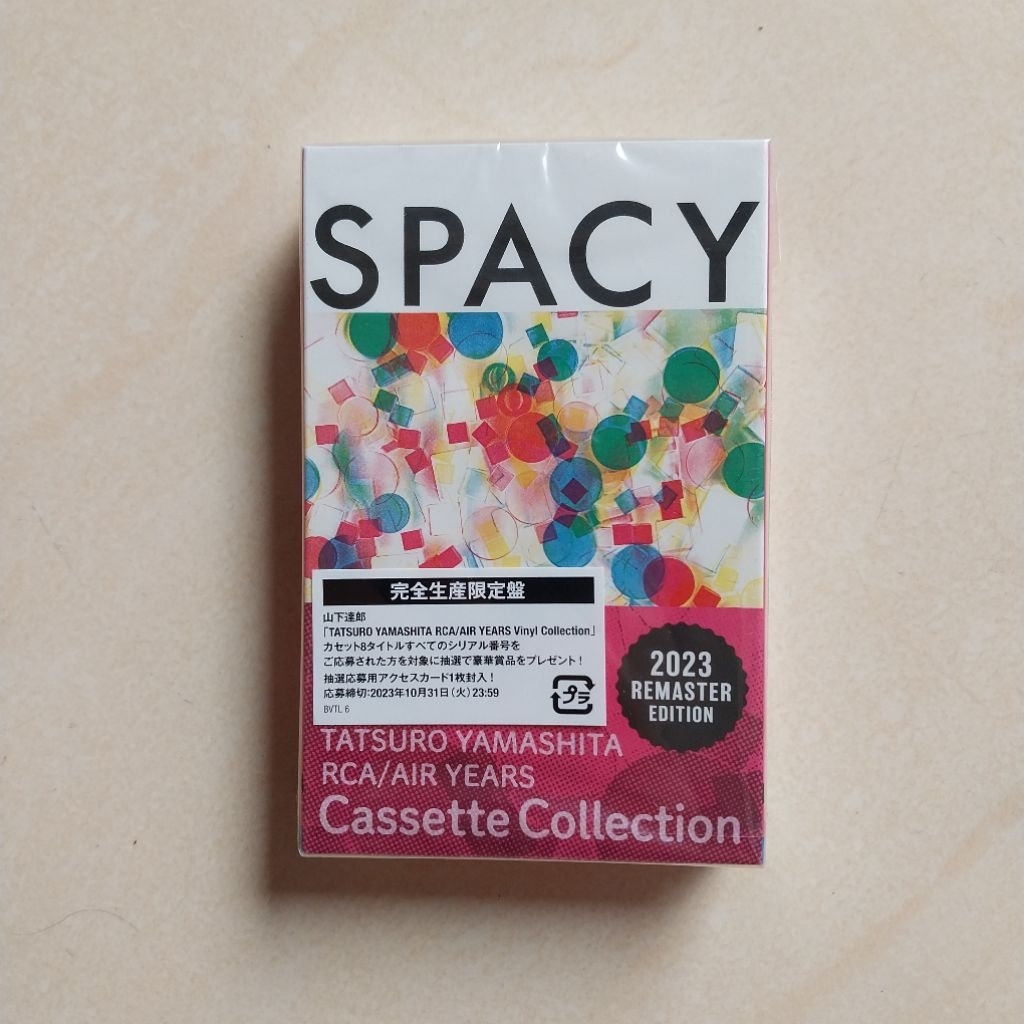 SPACY
完全生産限定盤
山下達郎
「TATSURO YAMASHITA RCA/AIR YEARS Vinyl Collection」
カセット8タイトルすべてのシリアル番号を
ご応募された方を対象に抽選で豪華賞品をプレゼント!
抽選応募用アクセスカード1枚封入!
応募締切:2023年10月31日(火)23:59
BVTL 6
プラ
2023
REMASTER
EDITION
TATSURO YAMASHITA
RCA/AIR YEARS
Cassette Collection